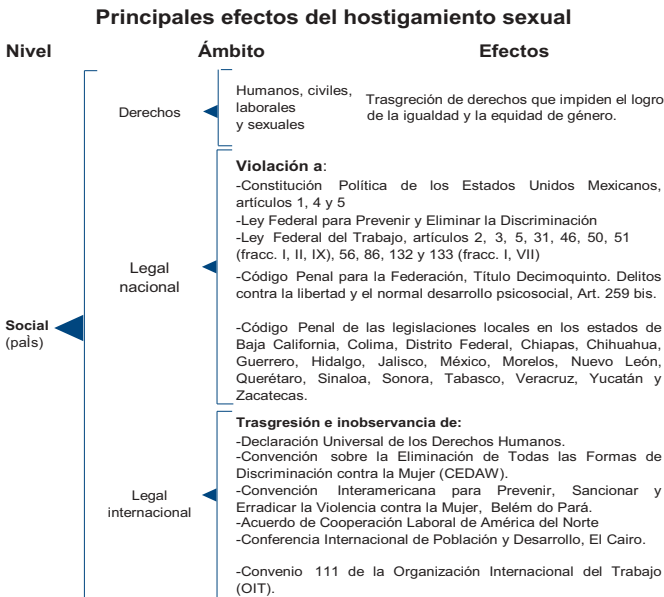 Principales efectos del hostigamiento sexual
Nivel Ámbito Efectos
Derechos
Humanos, civiles,
laborales
y sexuales
Trasgreción de derechos que impiden el logro
de la igualdad y la equidad de género.
Legal
nacional
Violación a:
-Constitución Política de los Estados Unidos Mexicanos,
artículos 1, 4 y 5
-Ley Federal para Prevenir y Eliminar la Discriminación
-Ley Federal del Trabajo, artículos 2, 3, 5, 31, 46, 50, 51
(fracc. I, II, IX), 56, 86, 132 y 133 (fracc. I, VII)
-Código Penal para la Federación, Título Decimoquinto. Delitos
contra la libertad y el normal desarrollo psicosocial, Art. 259 bis.
-Código Penal de las legislaciones locales en los estados de
Baja California, Colima, Distrito Federal, Chiapas, Chihuahua,
Guerrero, Hidalgo, Jalisco, México, Morelos, Nuevo León,
Querétaro, Sinaloa, Sonora, Tabasco, Veracruz, Yucatán y
Zacatecas.
Social
(paÌs)
Legal
internacional
Trasgresión e inobservancia de:
-Declaración Universal de los Derechos Humanos.
-Convención sobre la Eliminación de Todas las Formas de
Discriminación contra la Mujer (CEDAW).
-Convención Interamericana para Prevenir, Sancionar y
Erradicar la Violencia contra la Mujer, Belém do Pará.
-Acuerdo de Cooperación Laboral de América del Norte
-Conferencia Internacional de Población y Desarrollo, El Cairo.
-Convenio 111 de la Organización Internacional del Trabajo
(OIT).